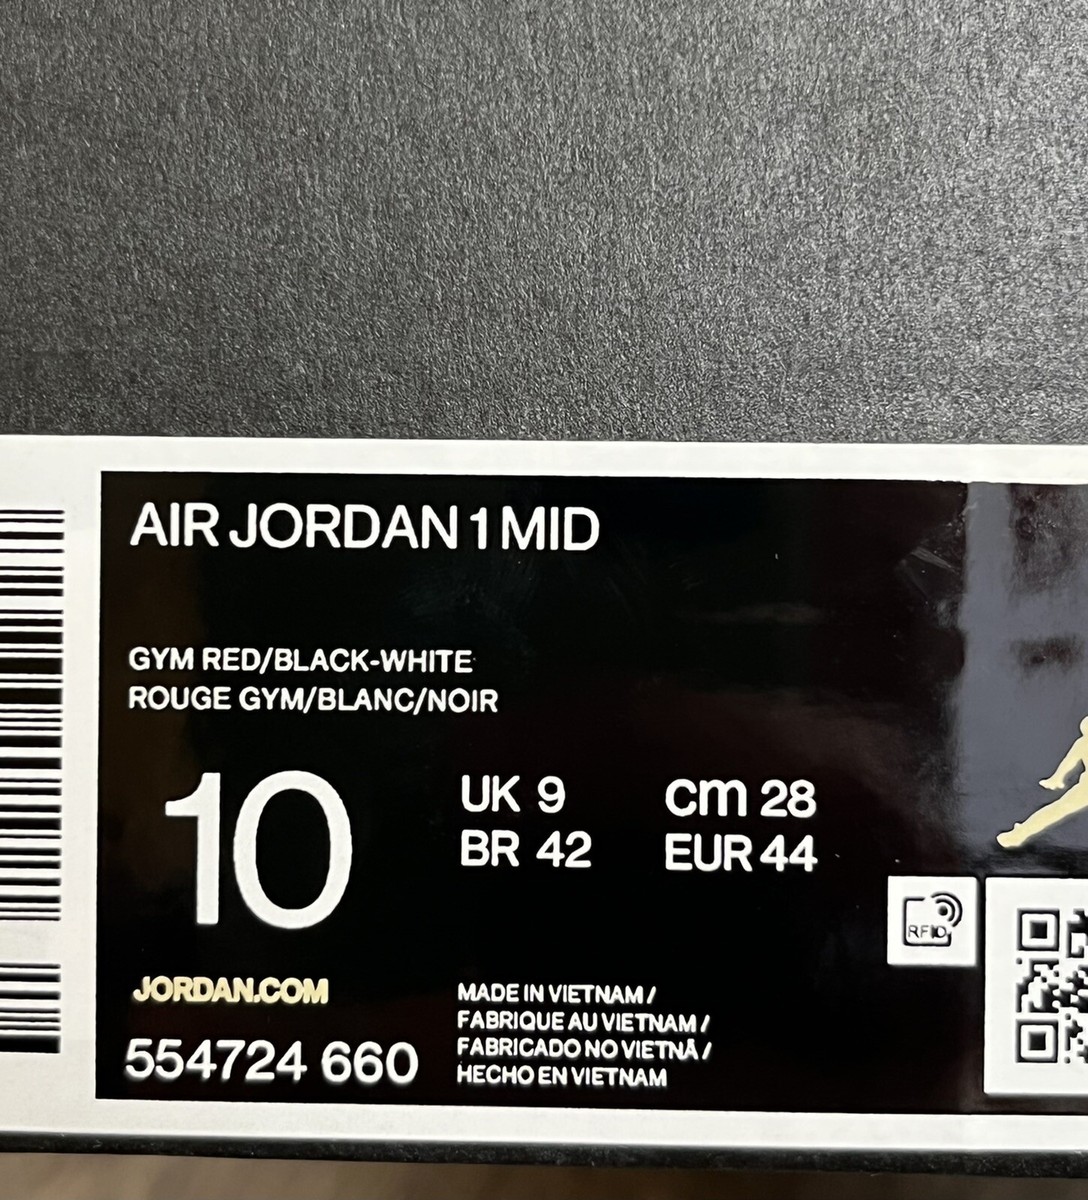 AIR JORDAN 1 MID
GYM RED/BLACK-WHITE
ROUGE GYM/BLANC/NOIR
10
UK 9
cm 28
BR 42
EUR 44
RFID
JORDAN.COM
554724 660
MADE IN VIETNAM /
FABRIQUE AU VIETNAM /
FABRICADO NO VIETNÃ /
HECHO EN VIETNAM